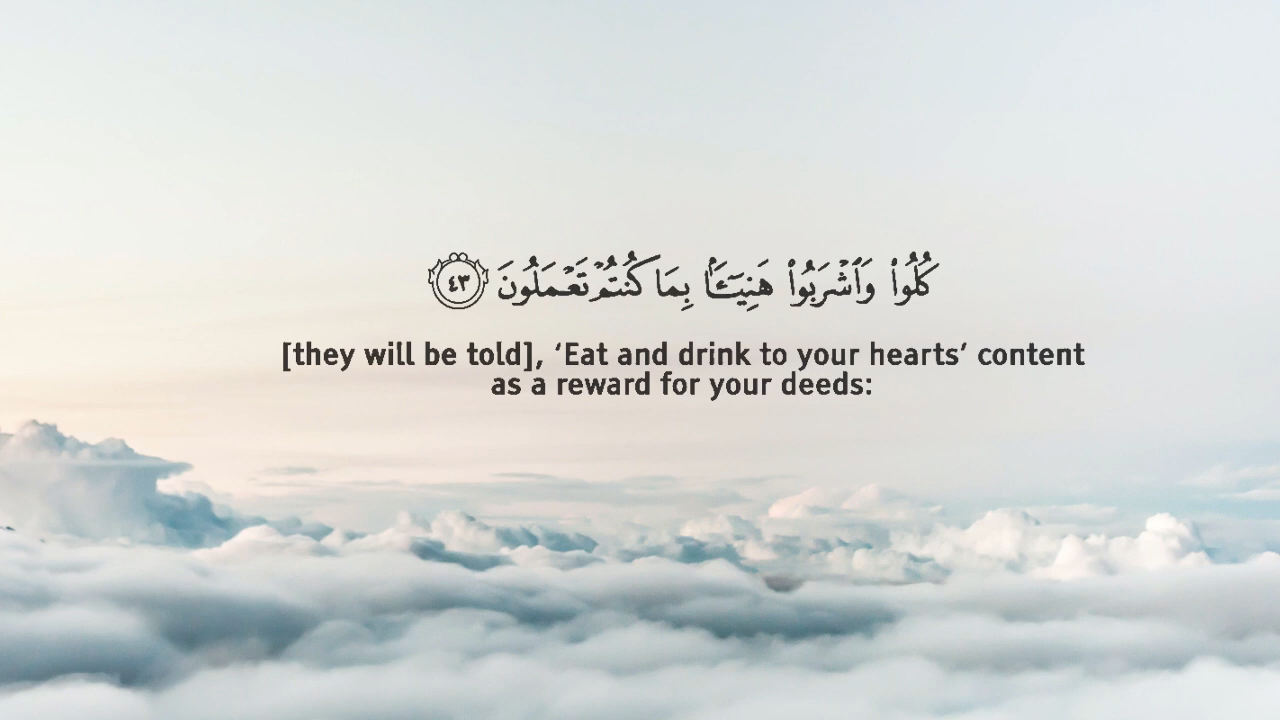 كُلُوا۟ وَٱشْرَبُوا۟ هَنِيٓـَٔۢا بِمَا كُنتُمْ تَعْمَلُونَ ٤٣
[they will be told], ‘Eat and drink to your hearts’ content
as a reward for your deeds: